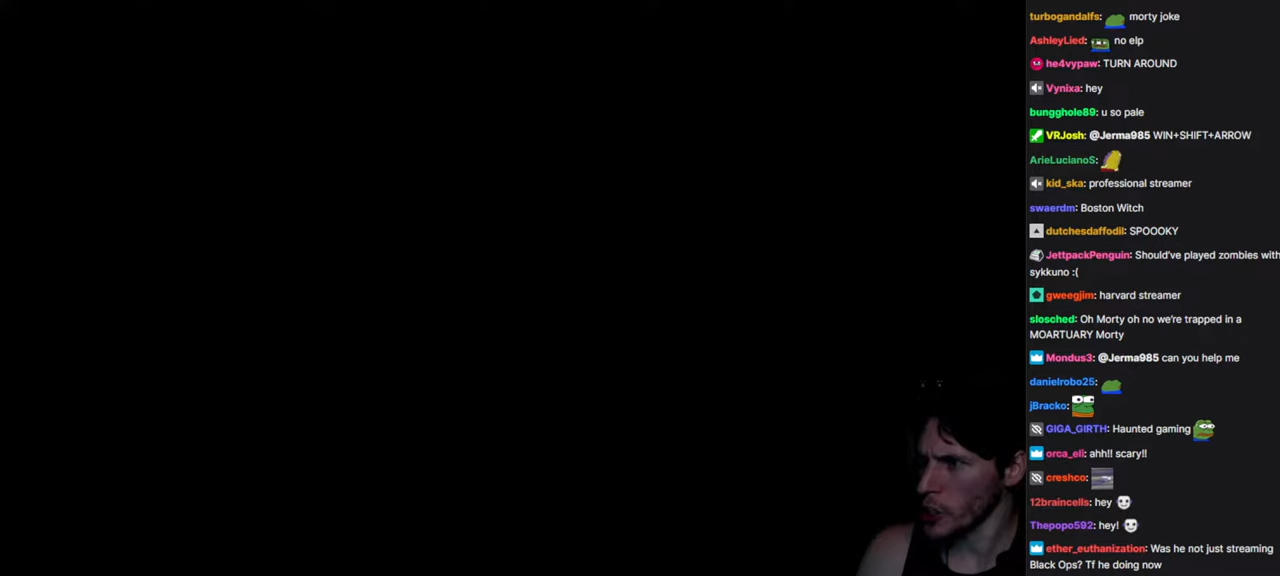 turbogandalfs: morty joke
AshleyLied: no elp
he4vypaw: TURN AROUND
Vynixa: hey
bungghole89: u so pale
VRJosh: @Jerma985 WIN+SHIFT+ARROW
ArieLucianoS:
kid_ska: professional streamer
swaerdm: Boston Witch
dutchesdaffodil: SPOOOKY
JettpackPenguin: Should've played zombies with
sykkuno :(
gweegjim: harvard streamer
slosched: Oh Morty oh no we're trapped in a
MOARTUARY Morty
Mondus3: @Jerma985 can you help me
danielrobo25:
jBracko:
GIGA_GIRTH: Haunted gaming
orca_eli: ahh!! scary!!
creshco:
12braincells: hey
Thepopo592: hey!
ether_euthanization: Was he not just streaming
Black Ops? Tf he doing now